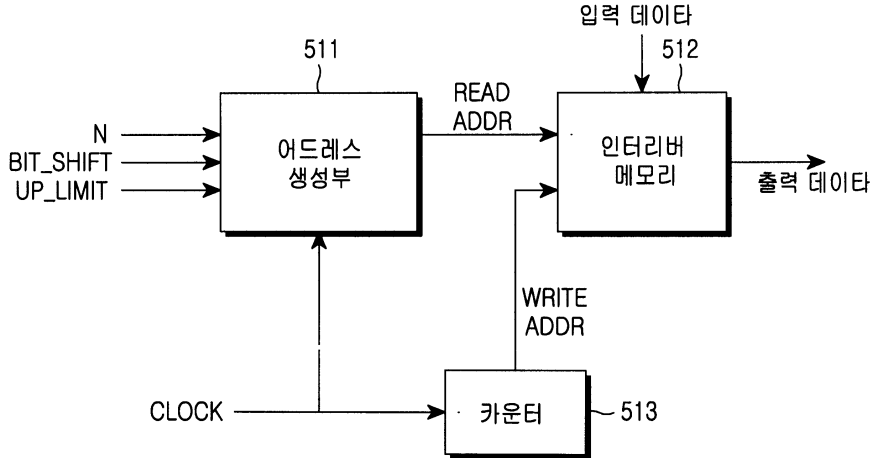 입력 데이타
511
512
READ
ADDR
N
BIT_SHIFT
UP_LIMIT
어드레스
생성부
인터리버
메모리
출력 데이타
WRITE
ADDR
CLOCK
카운터
513